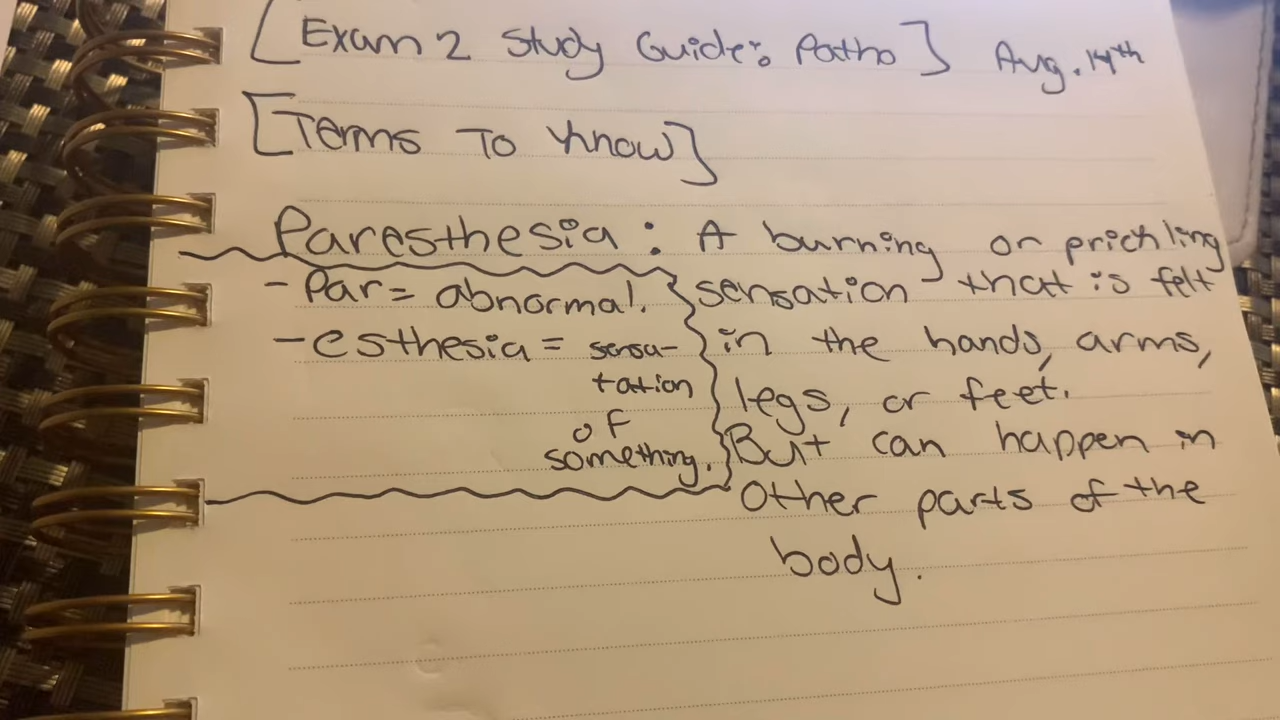 [Exam 2 Study Guide: Patho] Aug. 14th
[Terms To Know]
Paresthesia: A burning or prickling
sensation that is felt
in the hands, arms,
legs, or feet.
But can happen in
other parts of the
body.
- Par = abnormal.
- esthesia = sensa-
tation
of
something.